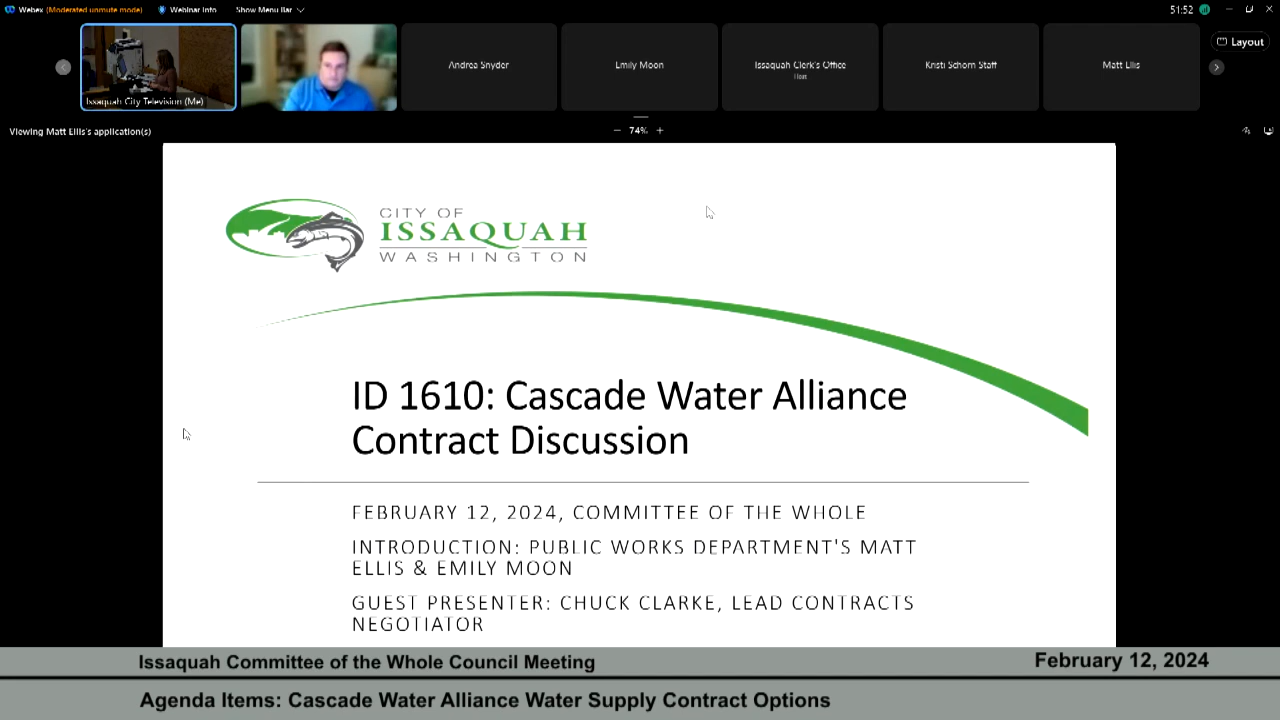 Webex (Moderated unmute mode)
Webinar Info
Show Menu Bar
51:52
Issaquah City Television (Me)
Andrea Snyder
Emily Moon
Issaquah Clerk's Office
Host
Kristi Schorn Staff
Matt Ellis
Layout
Viewing Matt Ellis's application(s)
74%
CITY OF
ISSAQUAH
WASHINGTON
ID 1610: Cascade Water Alliance
Contract Discussion
FEBRUARY 12, 2024, COMMITTEE OF THE WHOLE
INTRODUCTION: PUBLIC WORKS DEPARTMENT'S MATT
ELLIS & EMILY MOON
GUEST PRESENTER: CHUCK CLARKE, LEAD CONTRACTS
NEGOTIATOR
Issaquah Committee of the Whole Council Meeting
February 12, 2024
Agenda Items: Cascade Water Alliance Water Supply Contract Options